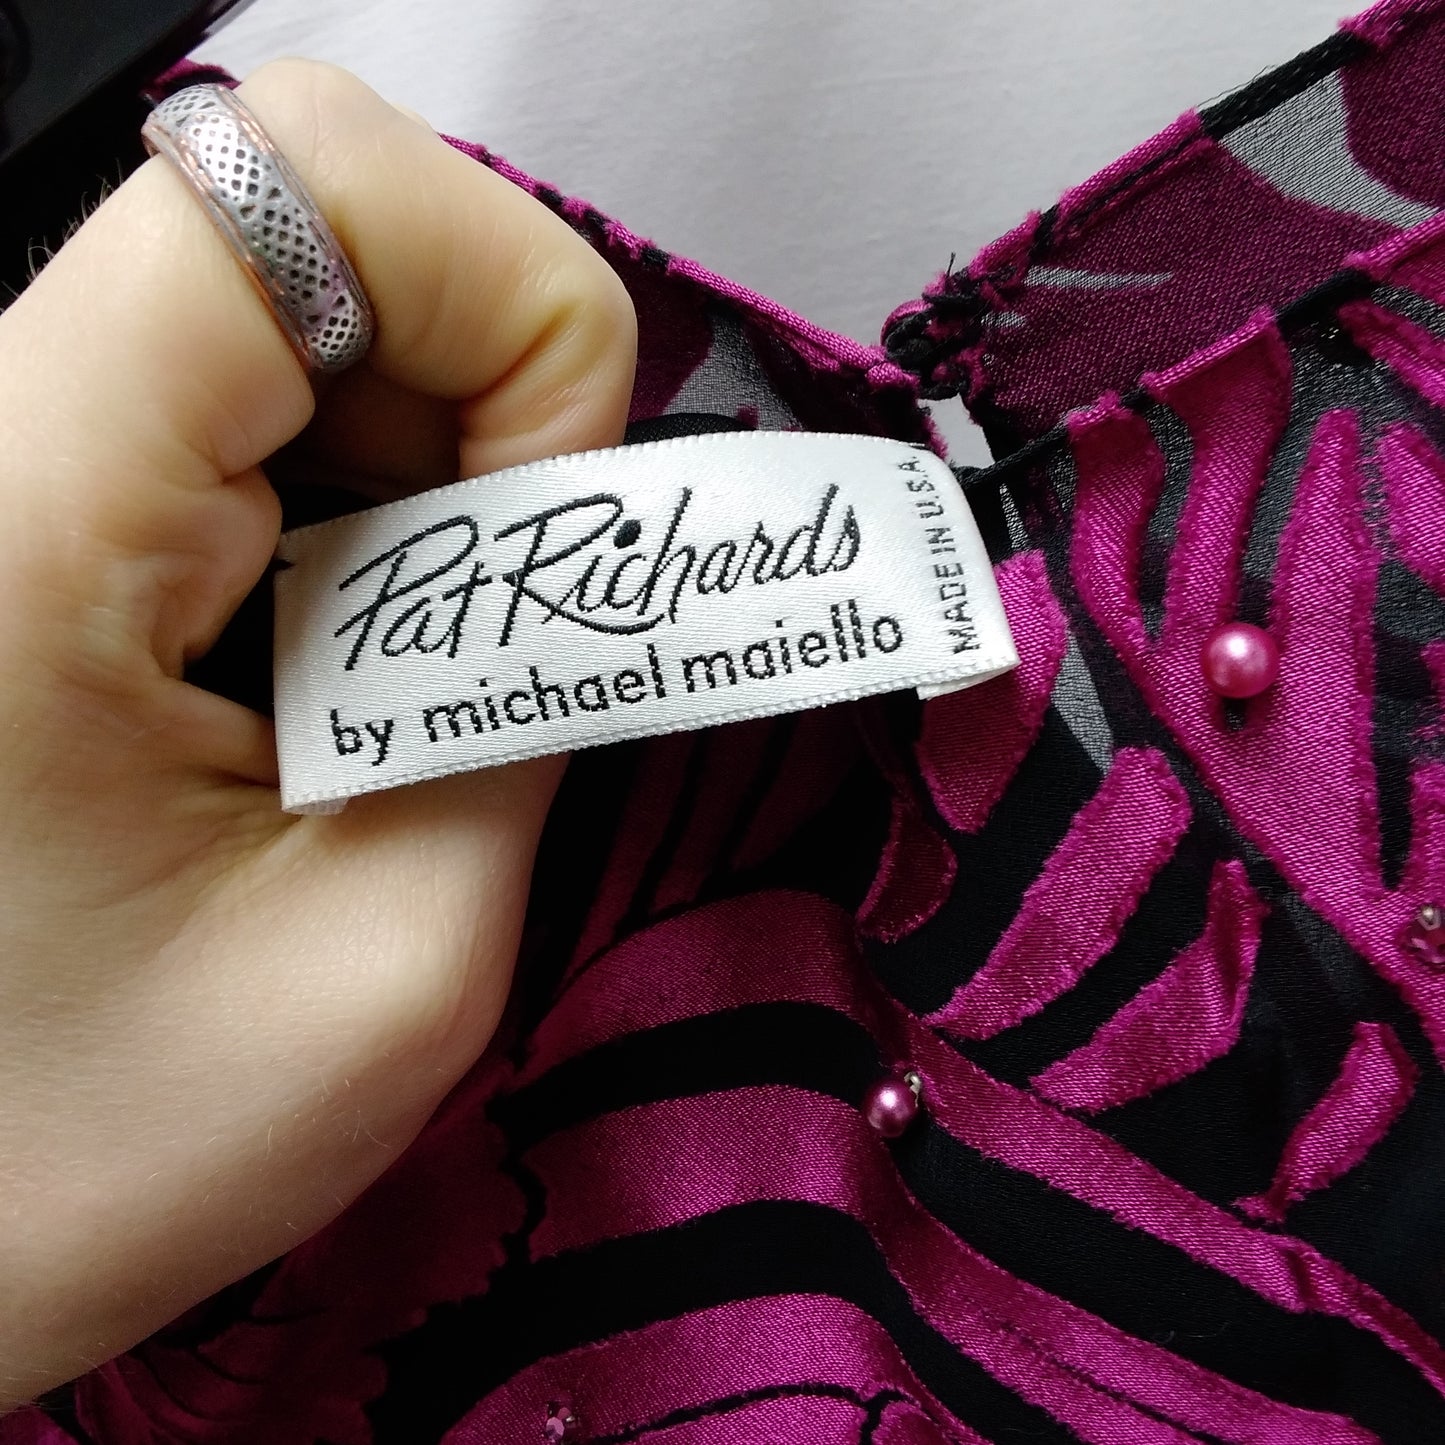 Pat Richards
by michael maiello
MADE IN U.S.A.